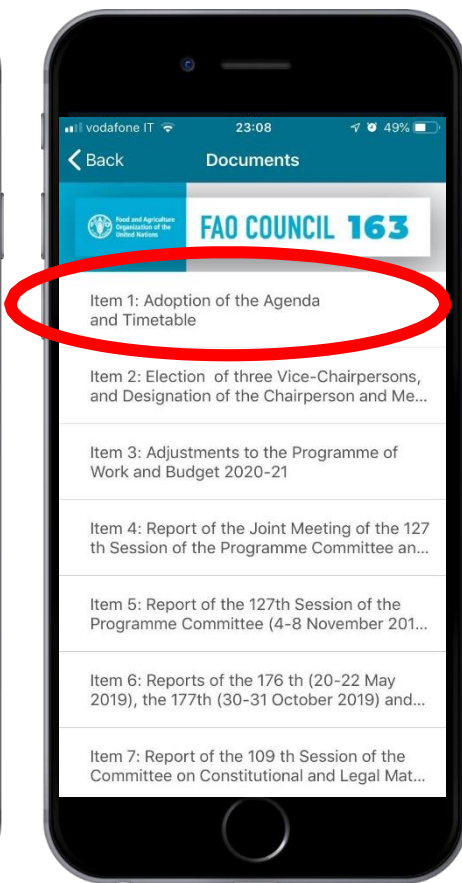 vodafone IT 23:08 49%
Back Documents
Food and Agriculture
Organization of the
United Nations
FAO COUNCIL 163
Item 1: Adoption of the Agenda
and Timetable
Item 2: Election of three Vice-Chairpersons,
and Designation of the Chairperson and Me...
Item 3: Adjustments to the Programme of
Work and Budget 2020-21
Item 4: Report of the Joint Meeting of the 127
th Session of the Programme Committee an...
Item 5: Report of the 127th Session of the
Programme Committee (4-8 November 201...
Item 6: Reports of the 176 th (20-22 May
2019), the 177th (30-31 October 2019) and...
Item 7: Report of the 109 th Session of the
Committee on Constitutional and Legal Mat...